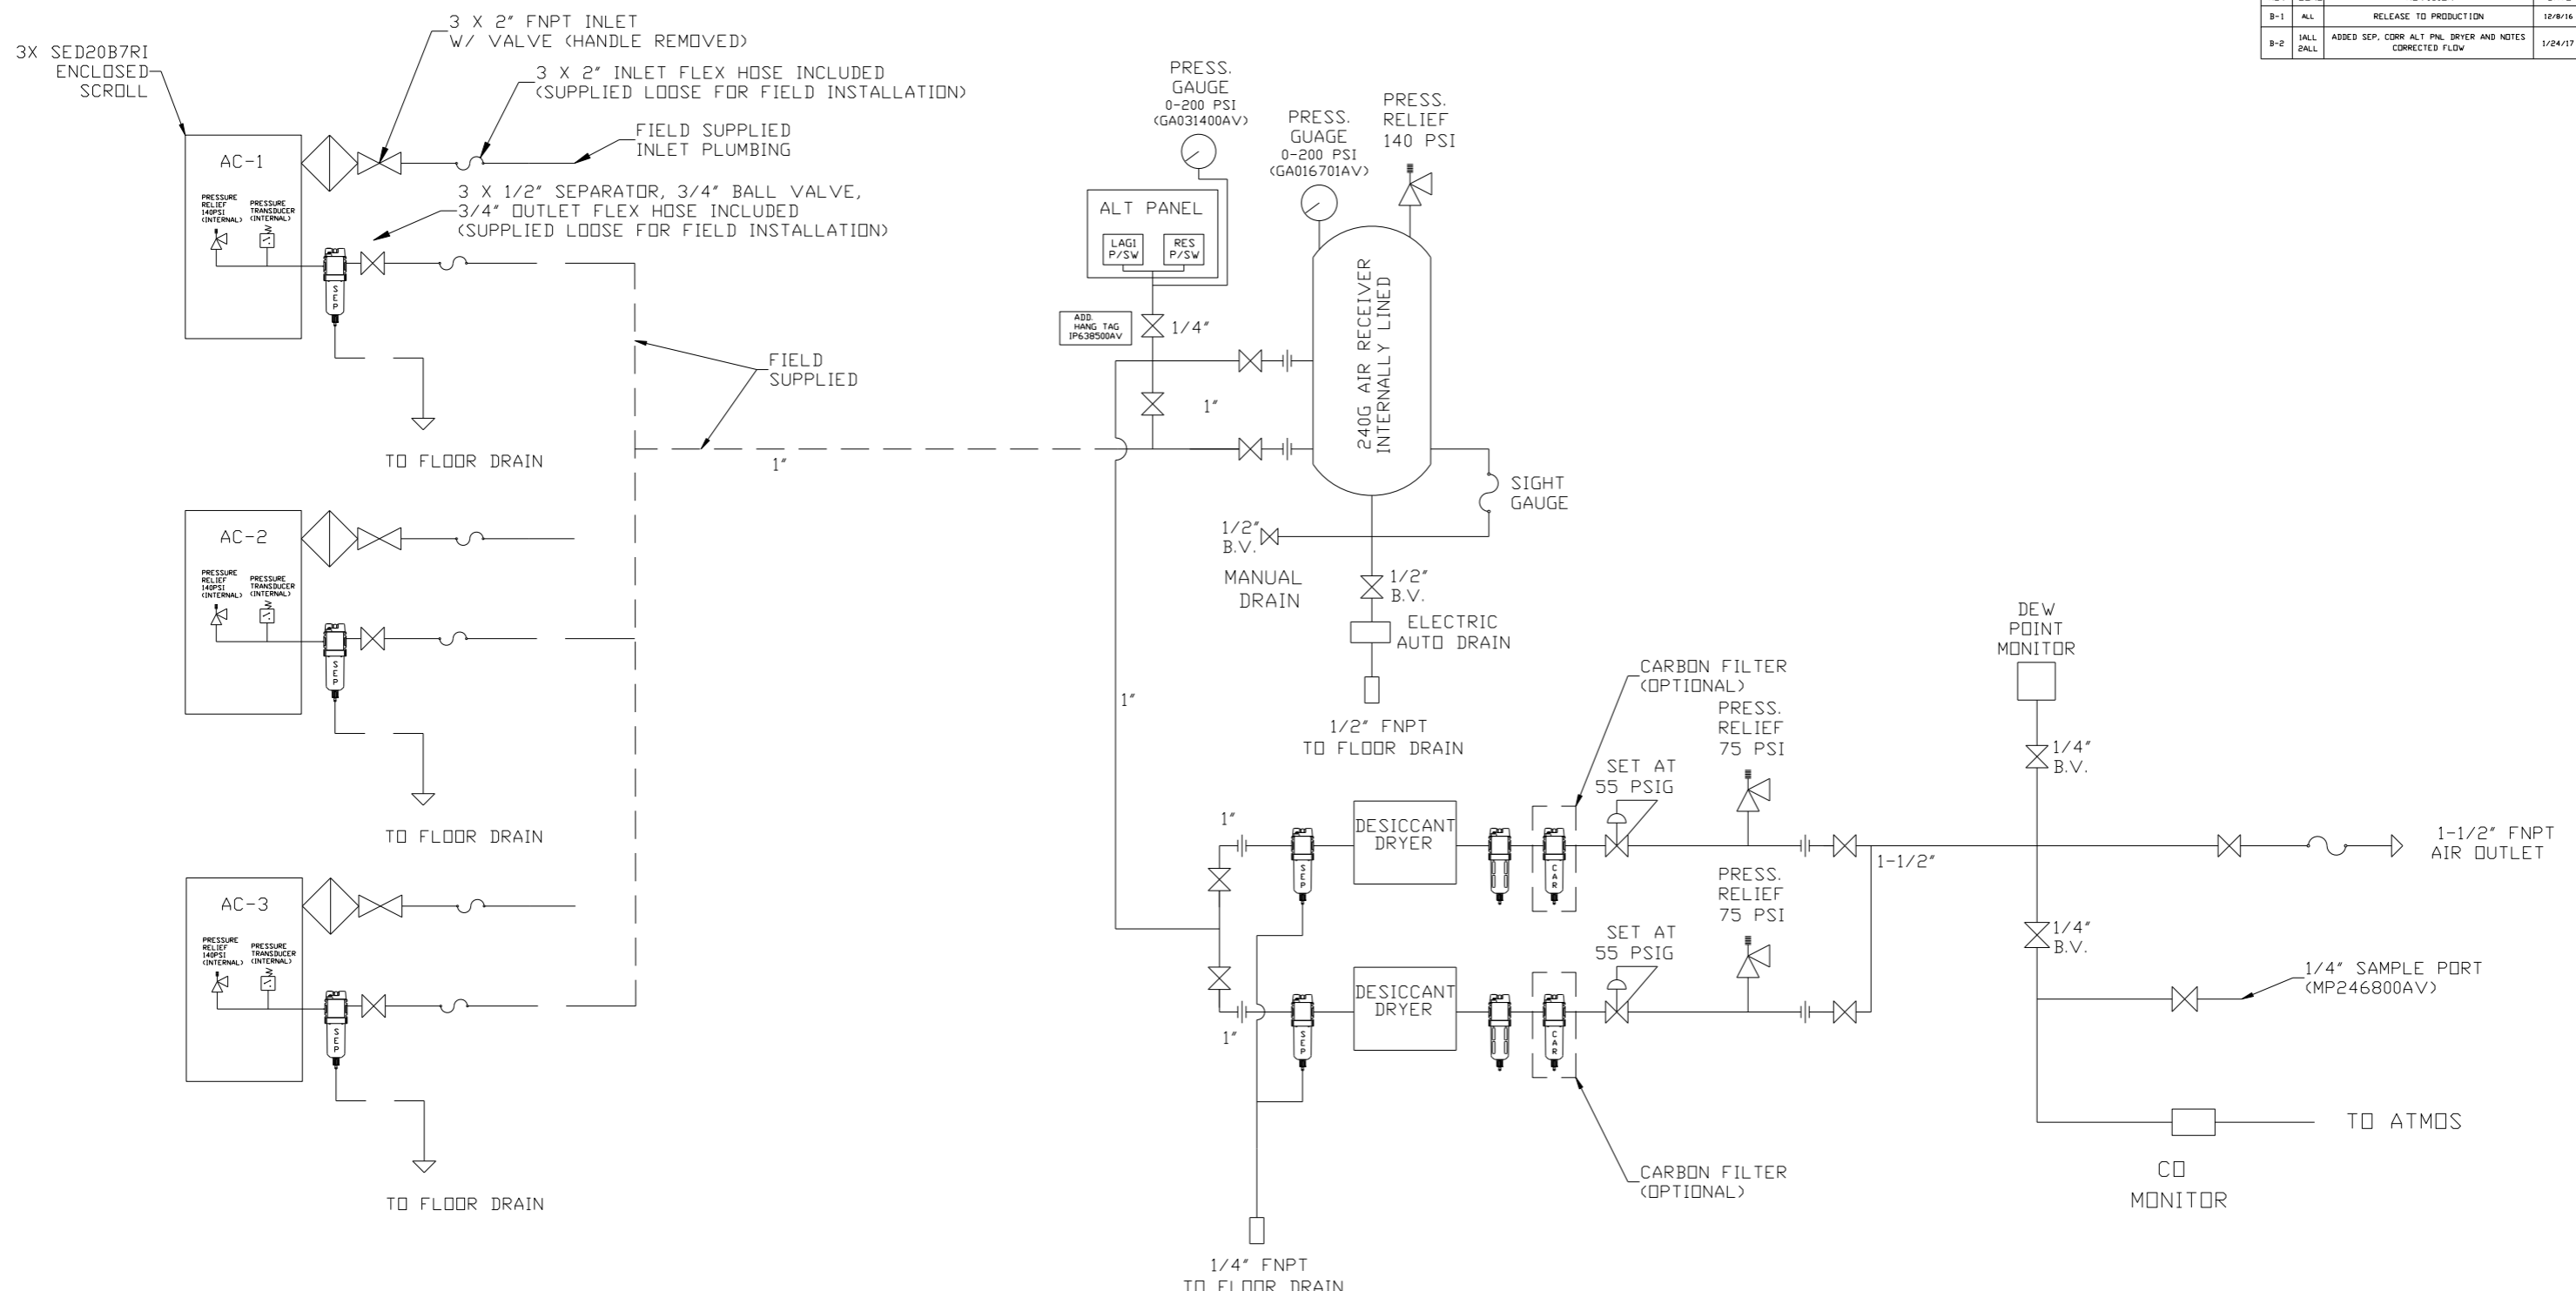 B-1 ALL RELEASE TO PRODUCTION 12/8/16
B-2 1ALL 2ALL ADDED SEP, CORR ALT PNL DRYER AND NOTES CORRECTED FLOW 1/24/17
3X SED20B7RI
ENCLOSED
SCROLL
3 X 2" FNPT INLET
W/ VALVE (HANDLE REMOVED)
3 X 2" INLET FLEX HOSE INCLUDED
(SUPPLIED LOOSE FOR FIELD INSTALLATION)
FIELD SUPPLIED
INLET PLUMBING
3 X 1/2" SEPARATOR, 3/4" BALL VALVE,
3/4" OUTLET FLEX HOSE INCLUDED
(SUPPLIED LOOSE FOR FIELD INSTALLATION)
AC-1
PRESSURE
RELIEF
140PSI
(INTERNAL)
PRESSURE
TRANSDUCER
(INTERNAL)
SEP
TO FLOOR DRAIN
FIELD
SUPPLIED
1"
AC-2
PRESSURE
RELIEF
140PSI
(INTERNAL)
PRESSURE
TRANSDUCER
(INTERNAL)
SEP
TO FLOOR DRAIN
AC-3
PRESSURE
RELIEF
140PSI
(INTERNAL)
PRESSURE
TRANSDUCER
(INTERNAL)
SEP
TO FLOOR DRAIN
PRESS.
GAUGE
0-200 PSI
(GA031400AV)
PRESS.
GUAGE
0-200 PSI
(GA016701AV)
PRESS.
RELIEF
140 PSI
ALT PANEL
LAG1
P/SW
RES
P/SW
ADD.
HANG TAG
IP638500AV
1/4"
1"
240G AIR RECEIVER
INTERNALLY LINED
SIGHT
GAUGE
1/2"
B.V.
MANUAL
DRAIN
1/2"
B.V.
ELECTRIC
AUTO DRAIN
1/2" FNPT
TO FLOOR DRAIN
1"
CARBON FILTER
(OPTIONAL)
PRESS.
RELIEF
75 PSI
SET AT
55 PSIG
1"
SEP
DESICCANT
DRYER
CAR
PRESS.
RELIEF
75 PSI
SET AT
55 PSIG
1"
SEP
DESICCANT
DRYER
CAR
CARBON FILTER
(OPTIONAL)
1/4" FNPT
TO FLOOR DRAIN
1-1/2"
DEW
POINT
MONITOR
1/4"
B.V.
1-1/2" FNPT
AIR OUTLET
1/4"
B.V.
1/4" SAMPLE PORT
(MP246800AV)
TO ATMOS
CO
MONITOR